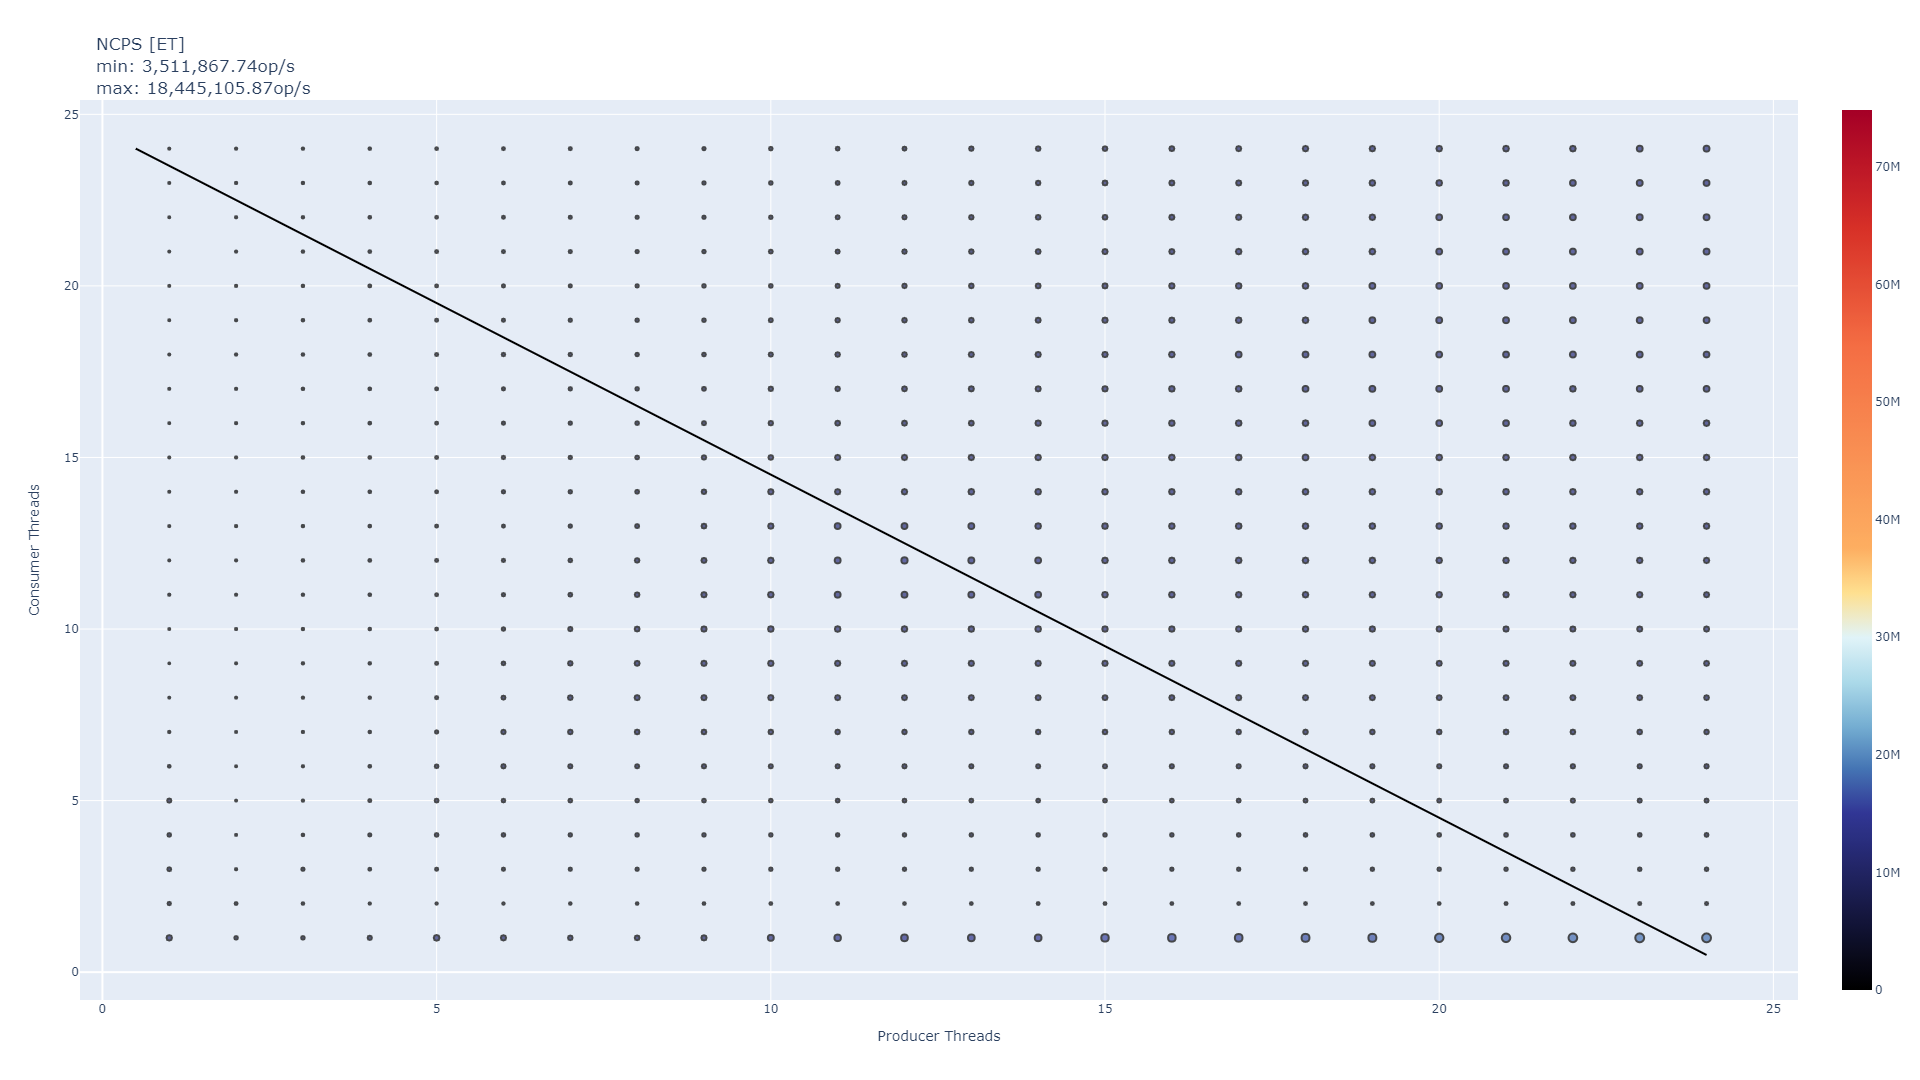 NCPS [ET]
min: 3,511,867.74op/s
max: 18,445,105.87op/s
25
20
15
10
5
0
Consumer Threads
0
5
10
15
20
25
Producer Threads
70M
60M
50M
40M
30M
20M
10M
0